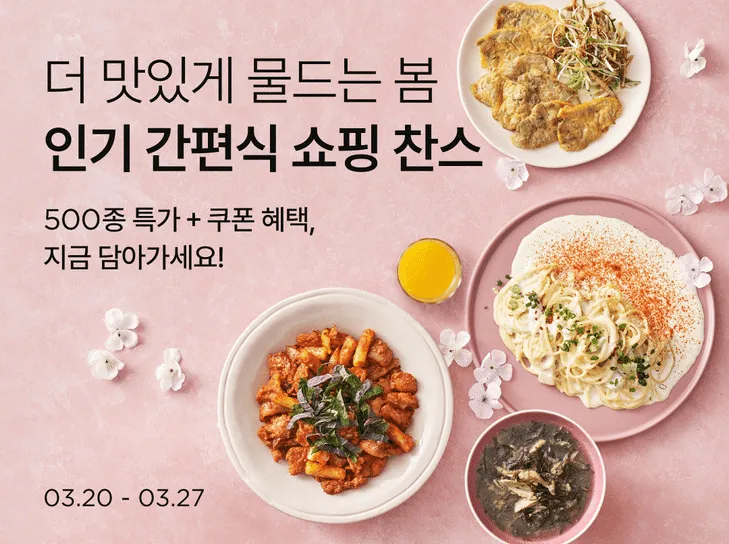 더 맛있게 물드는 봄
인기 간편식 쇼핑 찬스
500종 특가 + 쿠폰 혜택,
지금 담아가세요!
03.20 - 03.27